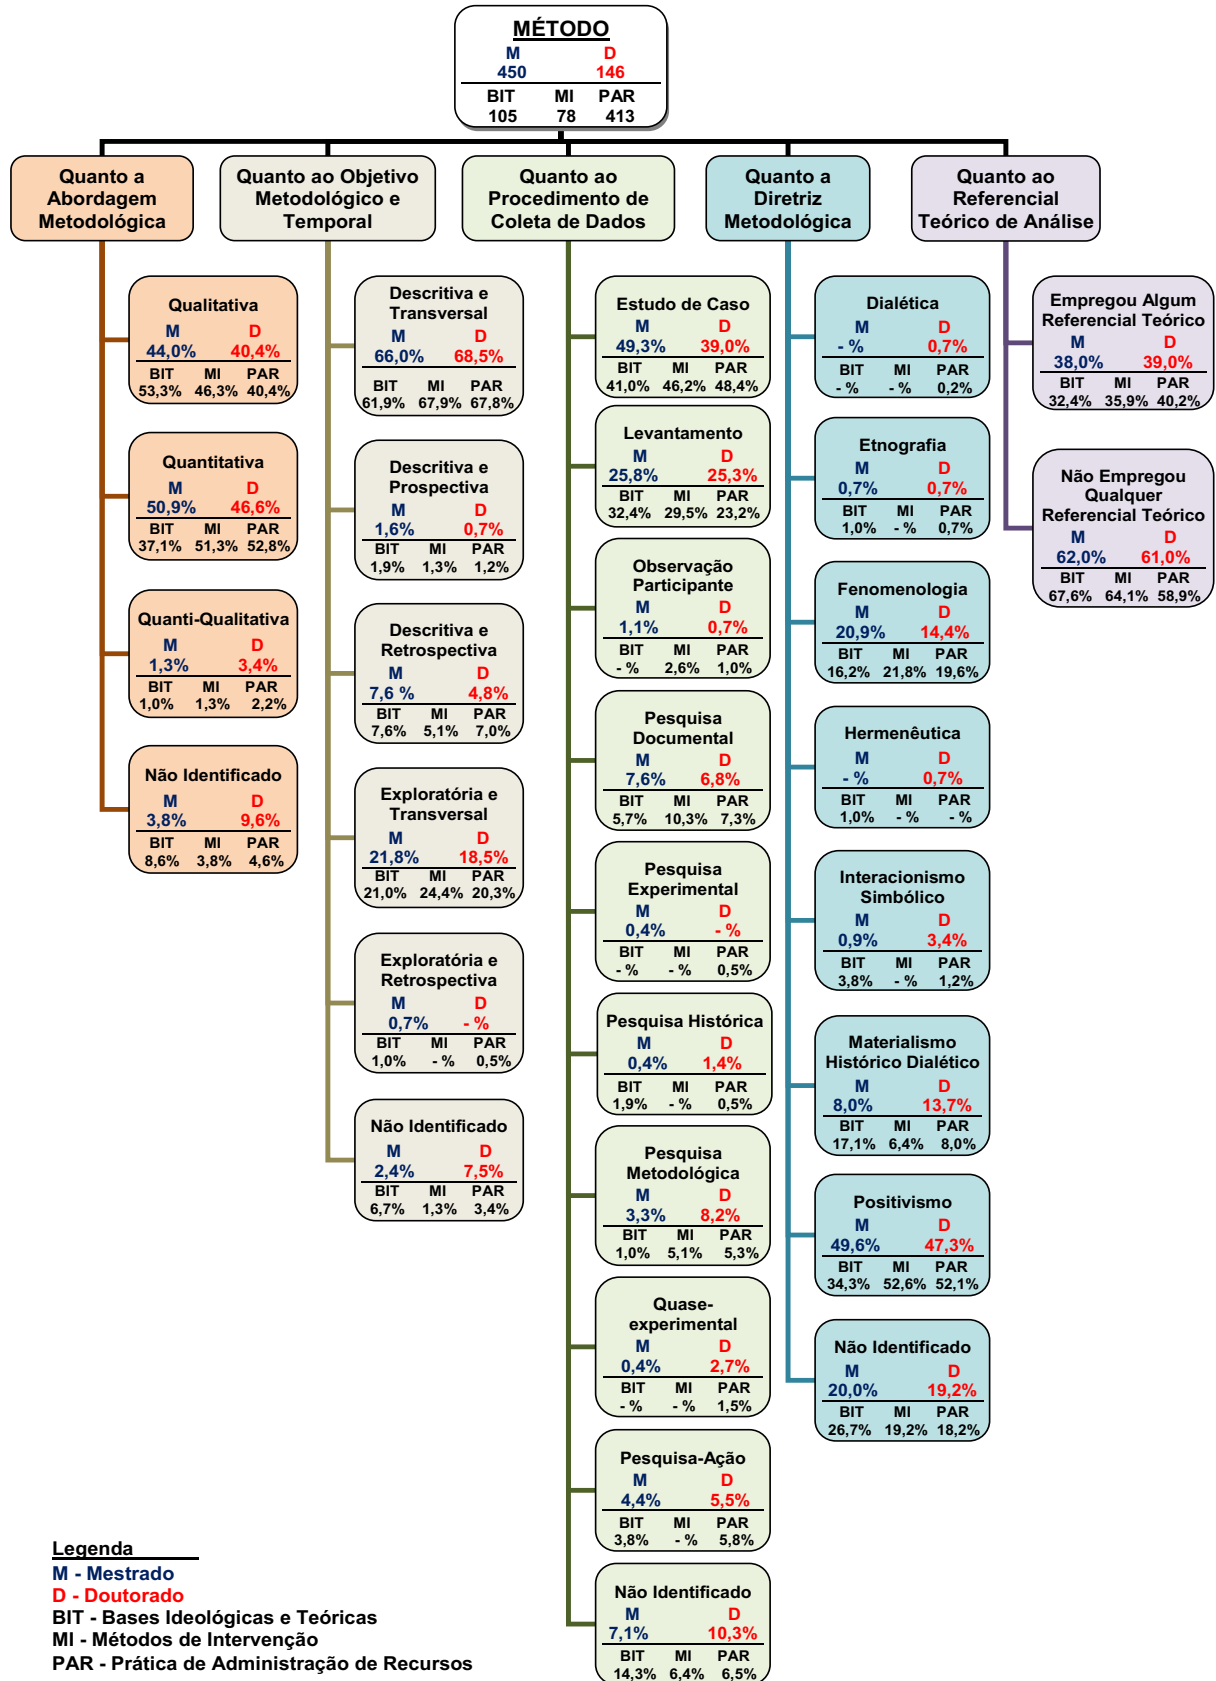 MÉTODO
M D
450 146
BIT MI PAR
105 78 413
Quanto a
Abordagem
Metodológica
Quanto ao Objetivo
Metodológico e
Temporal
Quanto ao
Procedimento de
Coleta de Dados
Quanto a
Diretriz
Metodológica
Quanto ao
Referencial
Teórico de Análise
Qualitativa
M D
44,0% 40,4%
BIT MI PAR
53,3% 46,3% 40,4%
Quantitativa
M D
50,9% 46,6%
BIT MI PAR
37,1% 51,3% 52,8%
Quanti-Qualitativa
M D
1,3% 3,4%
BIT MI PAR
1,0% 1,3% 2,2%
Não Identificado
M D
3,8% 9,6%
BIT MI PAR
8,6% 3,8% 4,6%
Descritiva e
Transversal
M D
66,0% 68,5%
BIT MI PAR
61,9% 67,9% 67,8%
Descritiva e
Prospectiva
M D
1,6% 0,7%
BIT MI PAR
1,9% 1,3% 1,2%
Descritiva e
Retrospectiva
M D
7,6 % 4,8%
BIT MI PAR
7,6% 5,1% 7,0%
Exploratória e
Transversal
M D
21,8% 18,5%
BIT MI PAR
21,0% 24,4% 20,3%
Exploratória e
Retrospectiva
M D
0,7% - %
BIT MI PAR
1,0% - % 0,5%
Não Identificado
M D
2,4% 7,5%
BIT MI PAR
6,7% 1,3% 3,4%
Estudo de Caso
M D
49,3% 39,0%
BIT MI PAR
41,0% 46,2% 48,4%
Levantamento
M D
25,8% 25,3%
BIT MI PAR
32,4% 29,5% 23,2%
Observação
Participante
M D
1,1% 0,7%
BIT MI PAR
- % 2,6% 1,0%
Pesquisa
Documental
M D
7,6% 6,8%
BIT MI PAR
5,7% 10,3% 7,3%
Pesquisa
Experimental
M D
0,4% - %
BIT MI PAR
- % - % 0,5%
Pesquisa Histórica
M D
0,4% 1,4%
BIT MI PAR
1,9% - % 0,5%
Pesquisa
Metodológica
M D
3,3% 8,2%
BIT MI PAR
1,0% 5,1% 5,3%
Quase-
experimental
M D
0,4% 2,7%
BIT MI PAR
- % - % 1,5%
Pesquisa-Ação
M D
4,4% 5,5%
BIT MI PAR
3,8% - % 5,8%
Não Identificado
M D
7,1% 10,3%
BIT MI PAR
14,3% 6,4% 6,5%
Dialética
M D
- % 0,7%
BIT MI PAR
- % - % 0,2%
Etnografia
M D
0,7% 0,7%
BIT MI PAR
1,0% - % 0,7%
Fenomenologia
M D
20,9% 14,4%
BIT MI PAR
16,2% 21,8% 19,6%
Hermenêutica
M D
- % 0,7%
BIT MI PAR
1,0% - % - %
Interacionismo
Simbólico
M D
0,9% 3,4%
BIT MI PAR
3,8% - % 1,2%
Materialismo
Histórico Dialético
M D
8,0% 13,7%
BIT MI PAR
17,1% 6,4% 8,0%
Positivismo
M D
49,6% 47,3%
BIT MI PAR
34,3% 52,6% 52,1%
Não Identificado
M D
20,0% 19,2%
BIT MI PAR
26,7% 19,2% 18,2%
Empregou Algum
Referencial Teórico
M D
38,0% 39,0%
BIT MI PAR
32,4% 35,9% 40,2%
Não Empregou
Qualquer
Referencial Teórico
M D
62,0% 61,0%
BIT MI PAR
67,6% 64,1% 58,9%
Legenda
M - Mestrado
D - Doutorado
BIT - Bases Ideológicas e Teóricas
MI - Métodos de Intervenção
PAR - Prática de Administração de Recursos